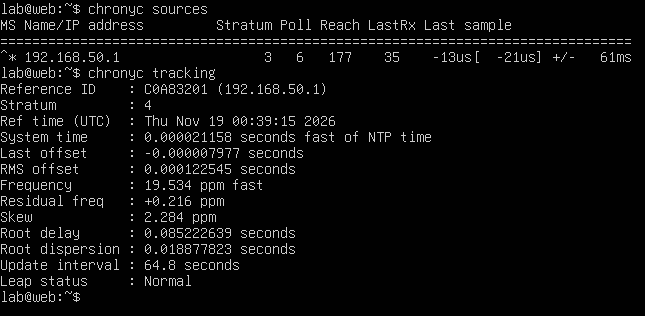 lab@web:~$ chronyc sources
MS Name/IP address         Stratum Poll Reach LastRx Last sample
===============================================================================
^* 192.168.50.1                  3   6   177    35    -13us[  -21us] +/-   61ms
lab@web:~$ chronyc tracking
Reference ID    : C0A83201 (192.168.50.1)
Stratum         : 4
Ref time (UTC)  : Thu Nov 19 00:39:15 2026
System time     : 0.000021158 seconds fast of NTP time
Last offset     : -0.000007977 seconds
RMS offset      : 0.000122545 seconds
Frequency       : 19.534 ppm fast
Residual freq   : +0.216 ppm
Skew            : 2.284 ppm
Root delay      : 0.085222639 seconds
Root dispersion : 0.018877823 seconds
Update interval : 64.8 seconds
Leap status     : Normal
lab@web:~$